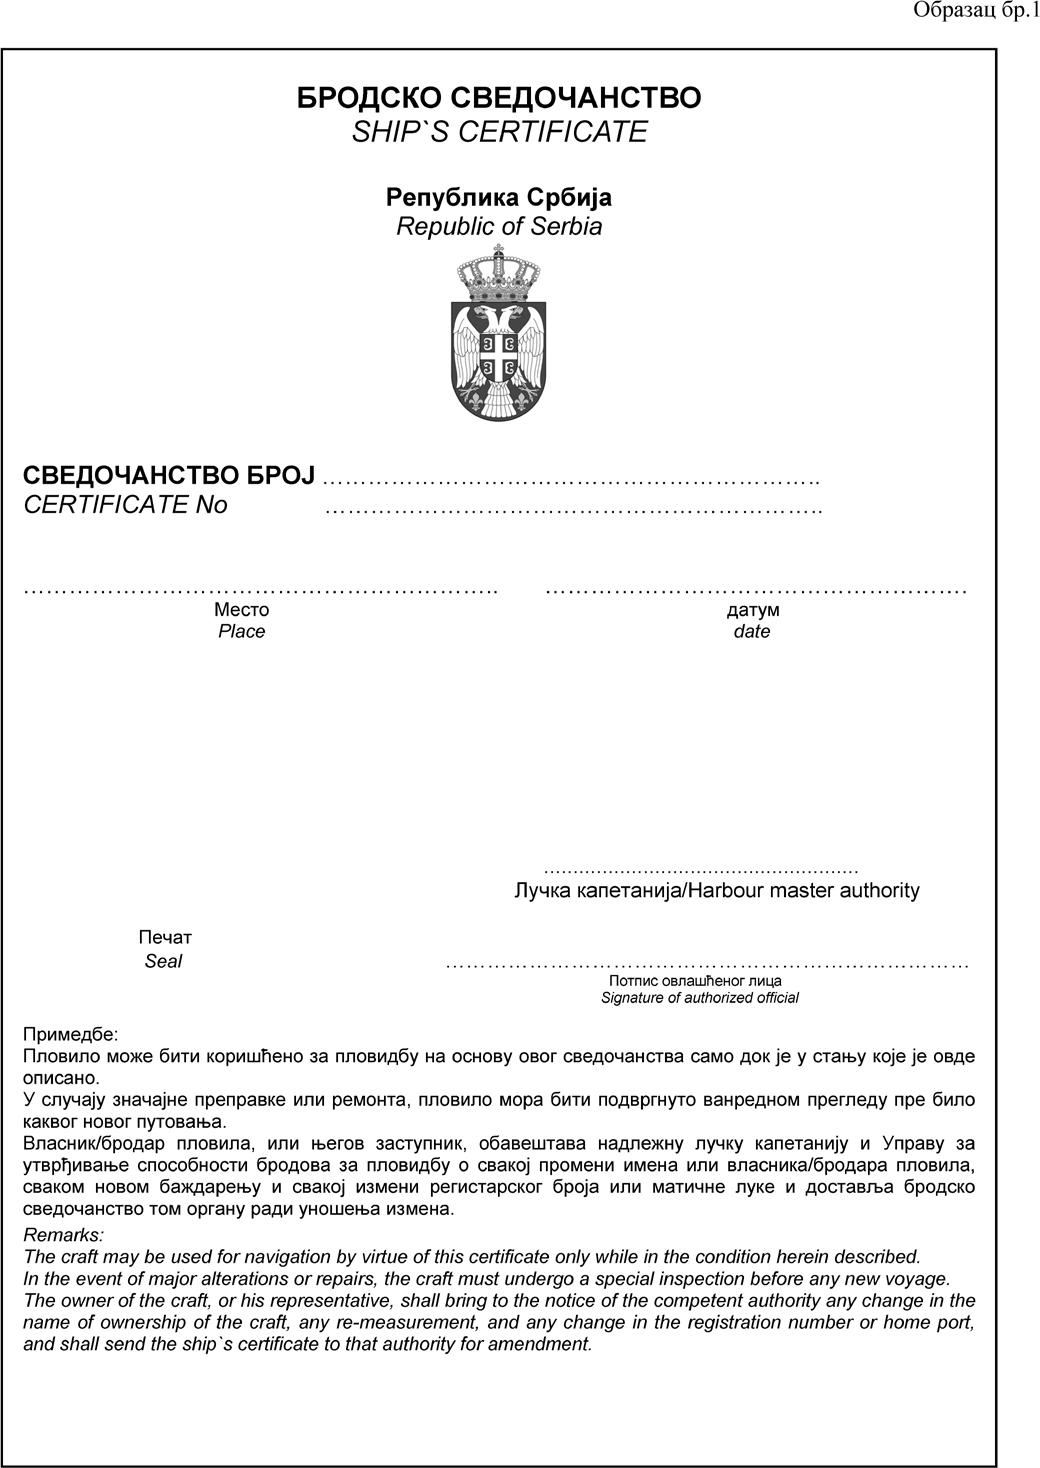 Образац бр.1
БРОДСКО СВЕДОЧАНСТВО
SHIP`S CERTIFICATE
Република Србија
Republic of Serbia
СВЕДОЧАНСТВО БРОЈ ………………………………………………………..
CERTIFICATE No ………………………………………………………..
…………………………………………………….. ……………………………………………….
Место датум
Place date
......................................................
Лучка капетанија/Harbour master authority
Печат
Seal …………………………………………………………………
Потпис овлашћеног лица
Signature of authorized official
Примедбе:
Пловило може бити коришћено за пловидбу на основу овог сведочанства само док је у стању које је овде
описано.
У случају значајне преправке или ремонта, пловило мора бити подвргнуто ванредном прегледу пре било
каквог новог путовања.
Власник/бродар пловила, или његов заступник, обавештава надлежну лучку капетанију и Управу за
утврђивање способности бродова за пловидбу о свакој промени имена или власника/бродара пловила,
сваком новом баждарењу и свакој измени регистарског броја или матичне луке и доставља бродско
сведочанство том органу ради уношења измена.
Remarks:
The craft may be used for navigation by virtue of this certificate only while in the condition herein described.
In the event of major alterations or repairs, the craft must undergo a special inspection before any new voyage.
The owner of the craft, or his representative, shall bring to the notice of the competent authority any change in the
name of ownership of the craft, any re-measurement, and any change in the registration number or home port,
and shall send the ship`s certificate to that authority for amendment.